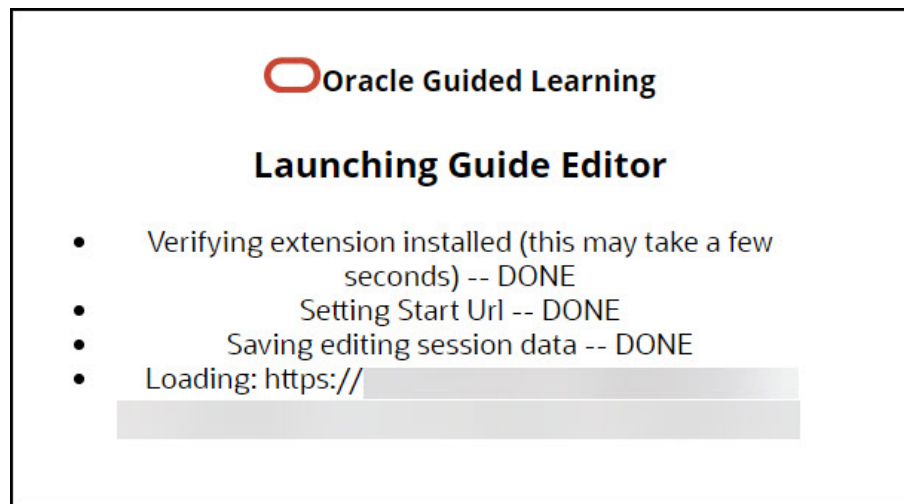 Oracle Guided Learning
Launching Guide Editor
• Verifying extension installed (this may take a few
seconds) -- DONE
• Setting Start Url -- DONE
• Saving editing session data -- DONE
• Loading: https://